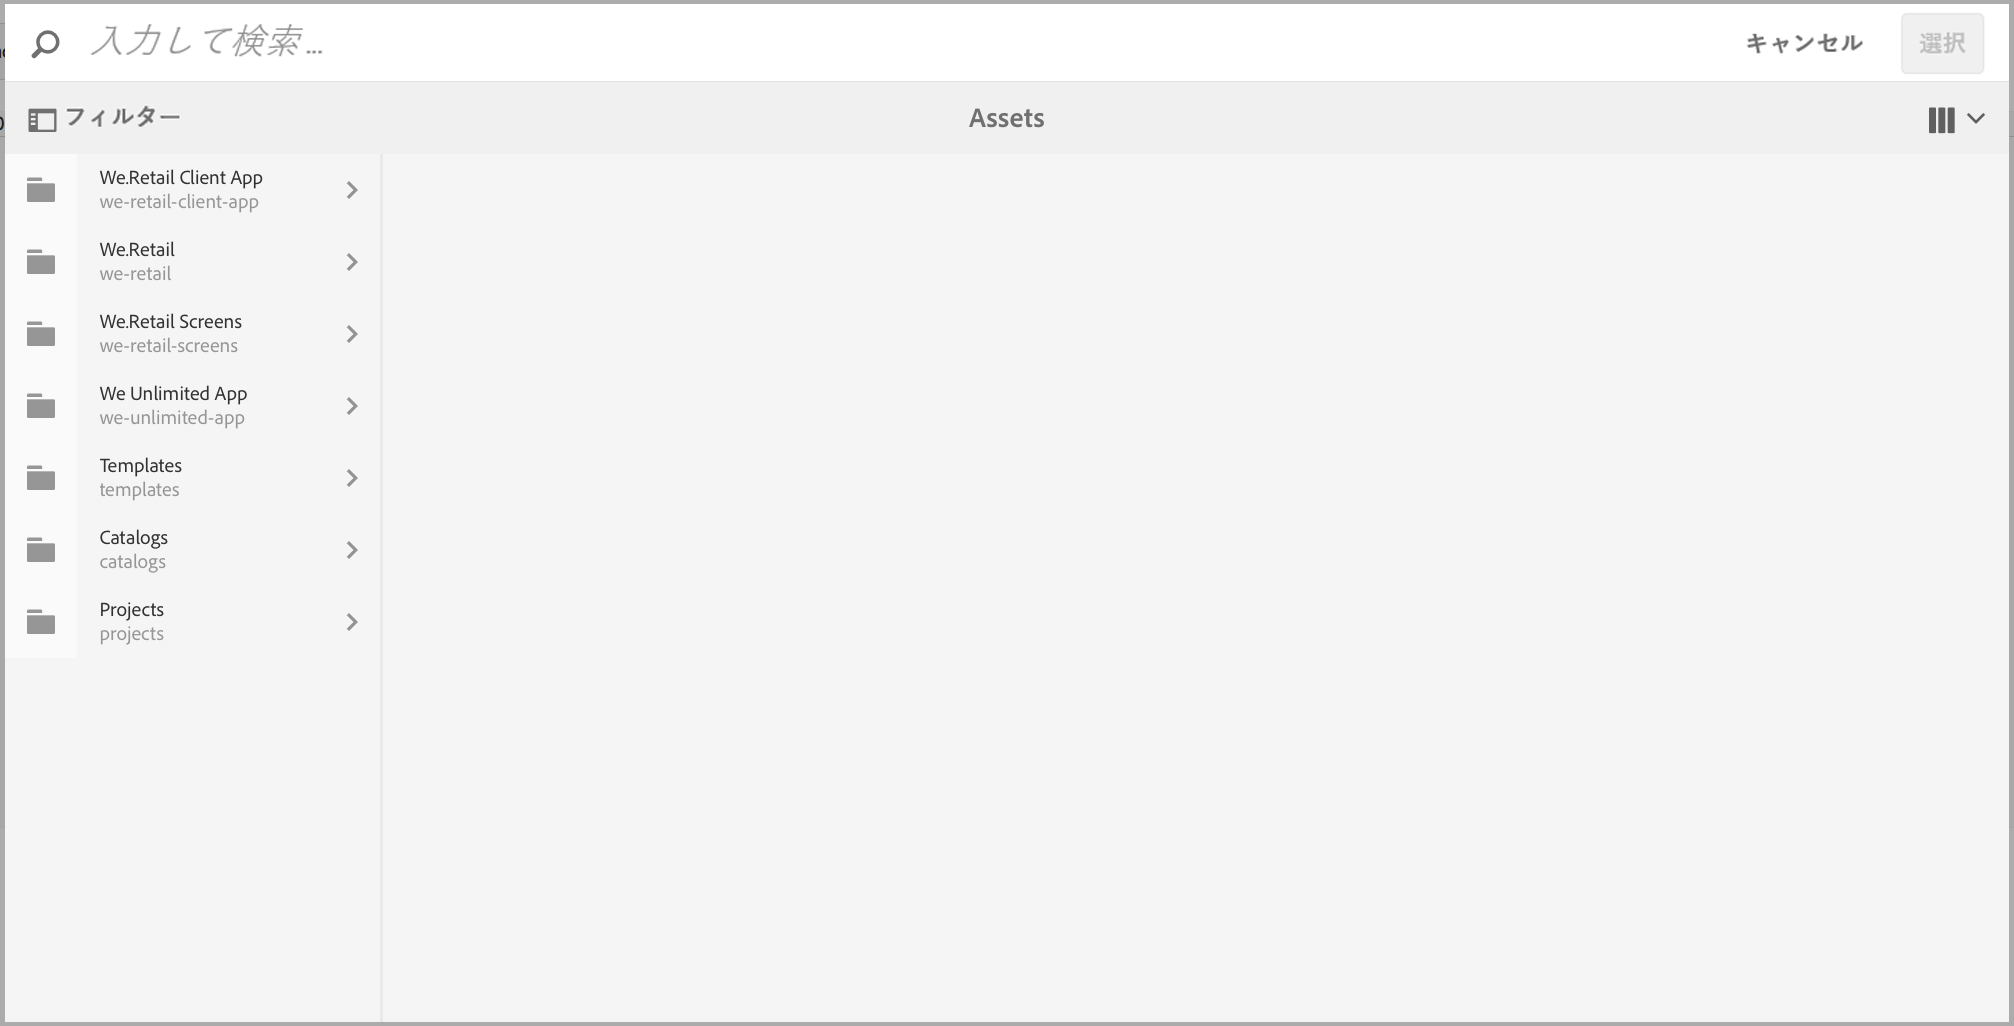 入力して検索...
キャンセル
選択
フィルター
Assets
We.Retail Client App
we-retail-client-app
We.Retail
we-retail
We.Retail Screens
we-retail-screens
We Unlimited App
we-unlimited-app
Templates
templates
Catalogs
catalogs
Projects
projects